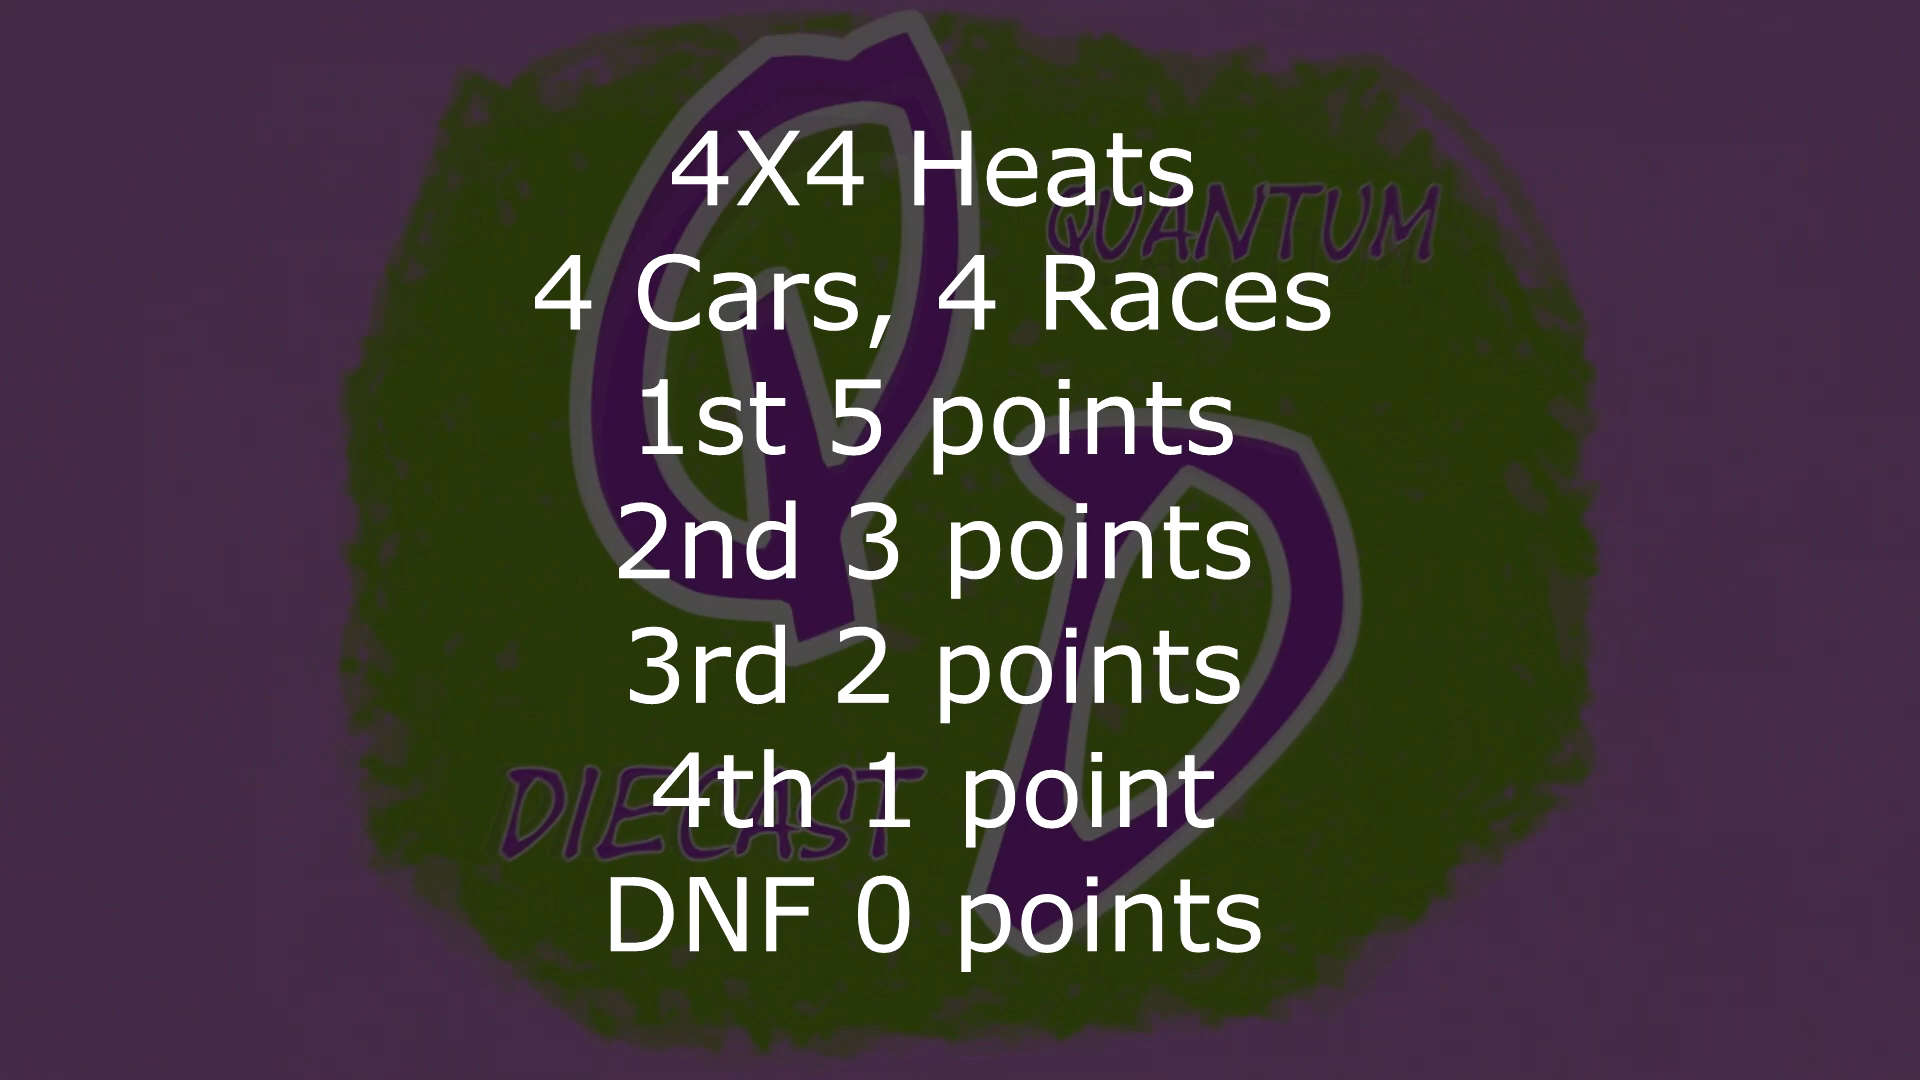 4X4 Heats
QUANTUM
4 Cars, 4 Races
1st 5 points
2nd 3 points
3rd 2 points
4th 1 point
DIECAST
DNF 0 points
QD